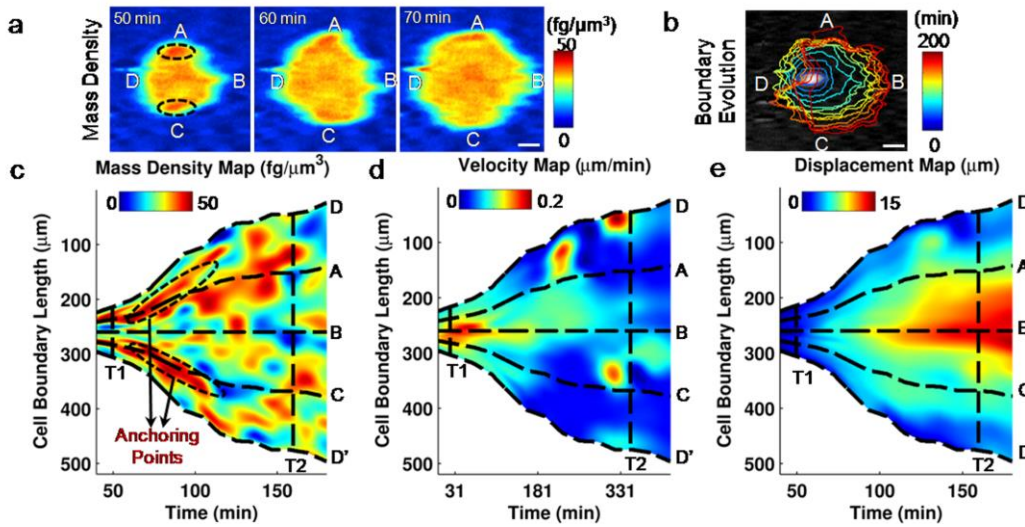 a
Mass Density
50 min
A
B
C
D
60 min
A
B
C
D
70 min
A
B
C
D
(fg/μm³)
50
0
b
Boundary
Evolution
A
B
C
D
(min)
200
0
c
Mass Density Map (fg/μm³)
0 50
Cell Boundary Length (μm)
100
200
300
400
500
D
A
B
C
D'
T1
T2
Anchoring
Points
50 100 150
Time (min)
d
Velocity Map (μm/min)
0 0.2
Cell Boundary Length (μm)
100
200
300
400
500
D
A
B
C
D'
T1
T2
31 181 331
Time (min)
e
Displacement Map (μm)
0 15
Cell Boundary Length (μm)
100
200
300
400
500
D
A
B
C
D
T1
T2
50 100 150
Time (min)